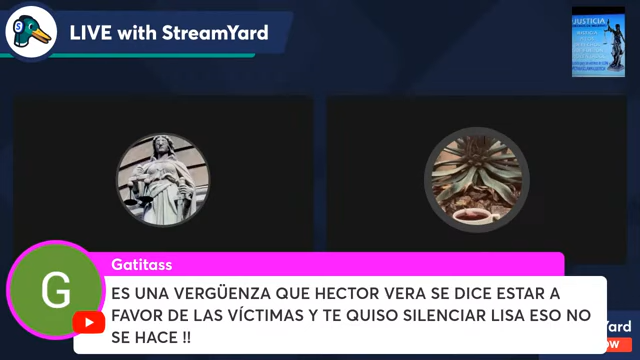 LIVE with StreamYard
JUSTICIA
Gatitass
G
ES UNA VERGÜENZA QUE HECTOR VERA SE DICE ESTAR A
FAVOR DE LAS VÍCTIMAS Y TE QUISO SILENCIAR LISA ESO NO
SE HACE !!